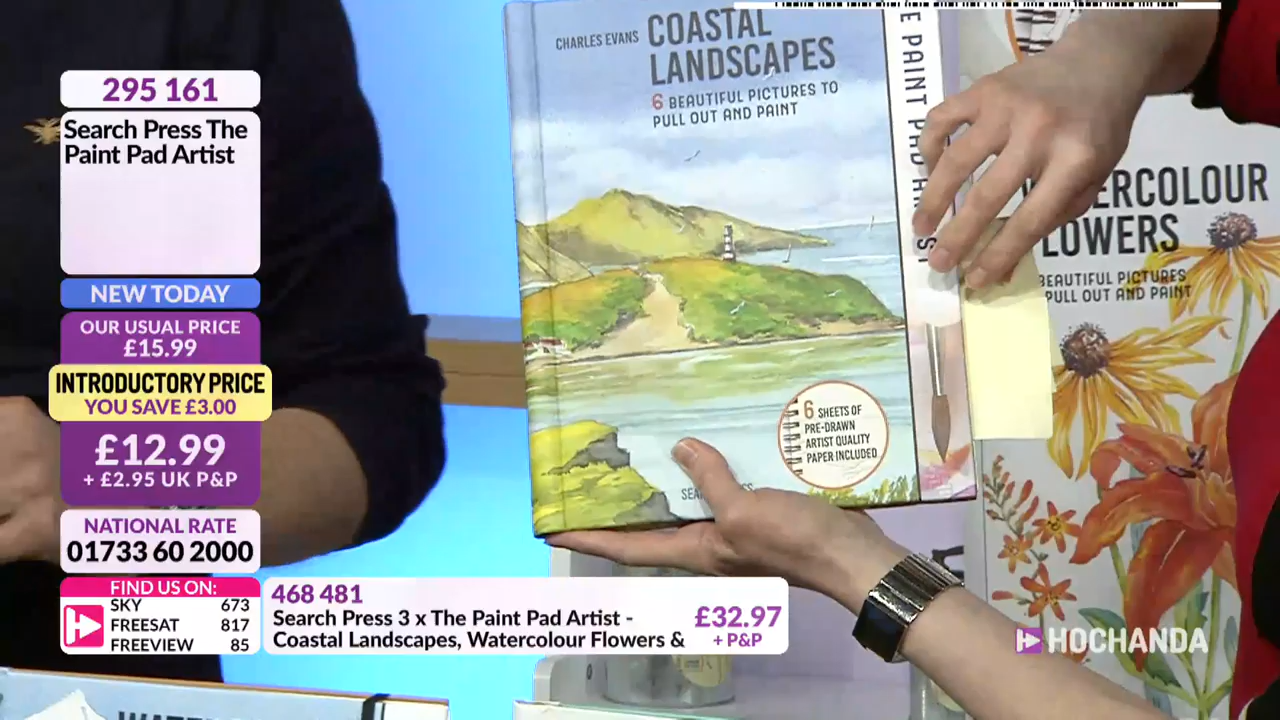 295 161
Search Press The
Paint Pad Artist
NEW TODAY
OUR USUAL PRICE
£15.99
INTRODUCTORY PRICE
YOU SAVE £3.00
£12.99
+ £2.95 UK P&P
NATIONAL RATE
01733 60 2000
FIND US ON:
SKY 673
FREESAT 817
FREEVIEW 85
468 481
Search Press 3 x The Paint Pad Artist -
Coastal Landscapes, Watercolour Flowers &
£32.97
+ P&P
HOCHANDA
CHARLES EVANS
COASTAL
LANDSCAPES
6 BEAUTIFUL PICTURES TO
PULL OUT AND PAINT
6 SHEETS OF
PRE-DRAWN
ARTIST QUALITY
PAPER INCLUDED
PAINT PAD
ERCOLOUR
LOWERS
BEAUTIFUL PICTURES
PULL OUT AND PAINT